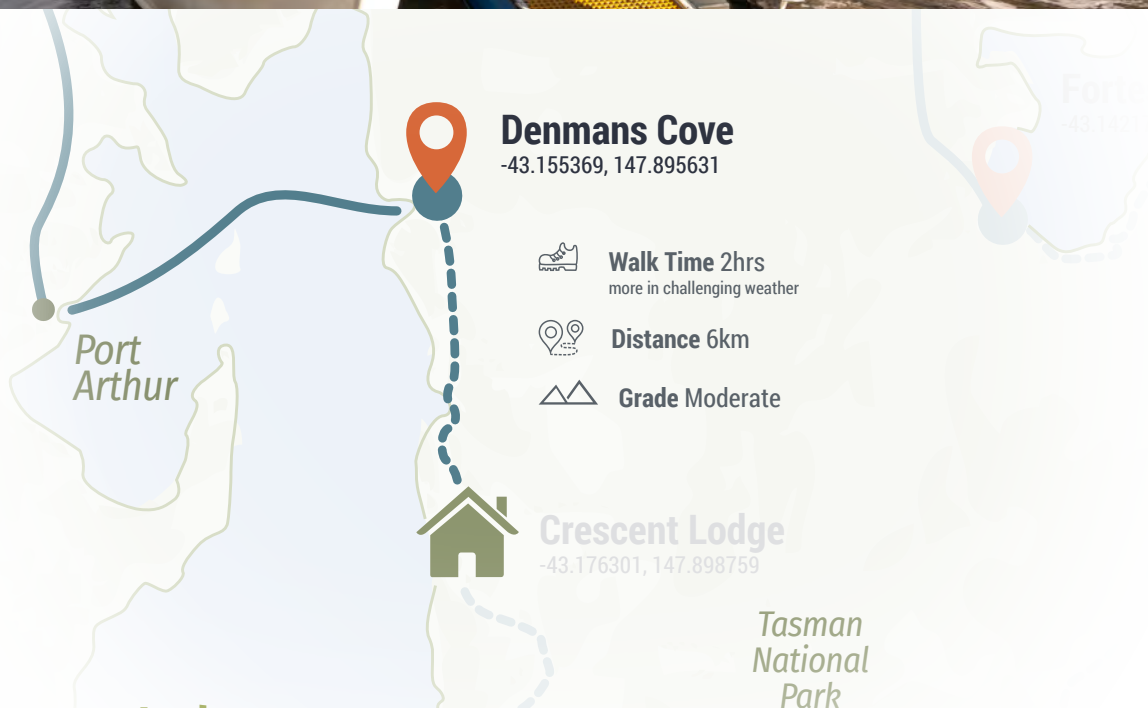 Denmans Cove
-43.155369, 147.895631
Walk Time 2hrs
more in challenging weather
Distance 6km
Grade Moderate
Port
Arthur
Crescent Lodge
-43.176301, 147.898759
Tasman
National
Park